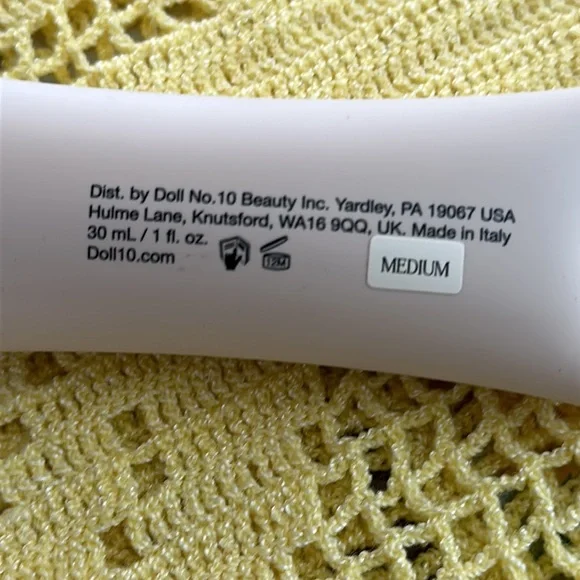 Dist. by Doll No.10 Beauty Inc. Yardley, PA 19067 USA
Hulme Lane, Knutsford, WA16 9QQ, UK. Made in Italy
30 mL / 1 fl. oz.
Doll10.com
12M
MEDIUM